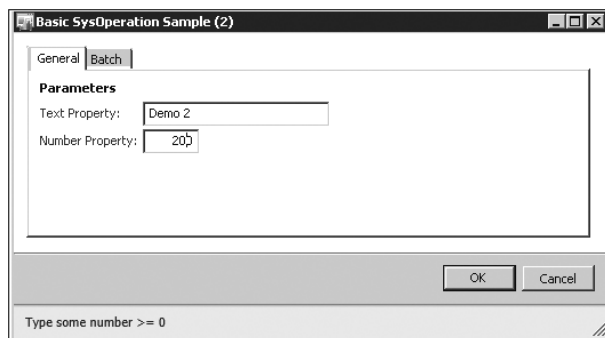 Basic SysOperation Sample (2)
General Batch
Parameters
Text Property: Demo 2
Number Property: 20
OK Cancel
Type some number >= 0